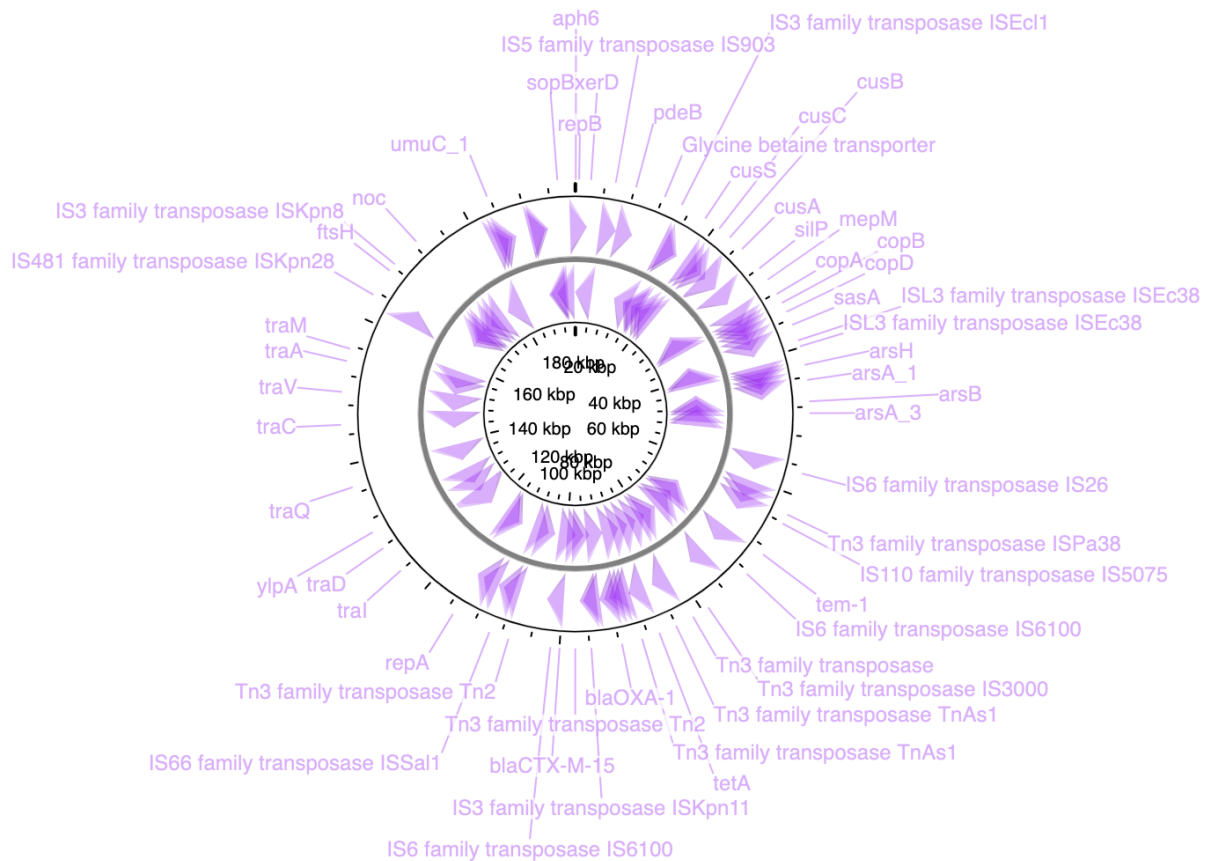 aph6
IS3 family transposase ISEcl1
IS5 family transposase IS903
sopB
xerD
cusB
repB
pdeB
cusC
umuC_1
Glycine betaine transporter
cusS
noc
IS3 family transposase ISKpn8
cusA
mepM
ftsH
silP
IS481 family transposase ISKpn28
copB
copA
copD
sasA
ISL3 family transposase ISEc38
traM
ISL3 family transposase ISEc38
traA
arsH
arsA_1
traV
arsB
traC
arsA_3
180 kbp
20 kbp
160 kbp
40 kbp
140 kbp
60 kbp
120 kbp
80 kbp
100 kbp
IS6 family transposase IS26
traQ
Tn3 family transposase ISPa38
IS110 family transposase IS5075
ylpA
traD
traI
tem-1
IS6 family transposase IS6100
repA
Tn3 family transposase
Tn3 family transposase Tn2
Tn3 family transposase IS3000
blaOXA-1
Tn3 family transposase TnAs1
Tn3 family transposase Tn2
Tn3 family transposase TnAs1
IS66 family transposase ISSal1
blaCTX-M-15
tetA
IS3 family transposase ISKpn11
IS6 family transposase IS6100